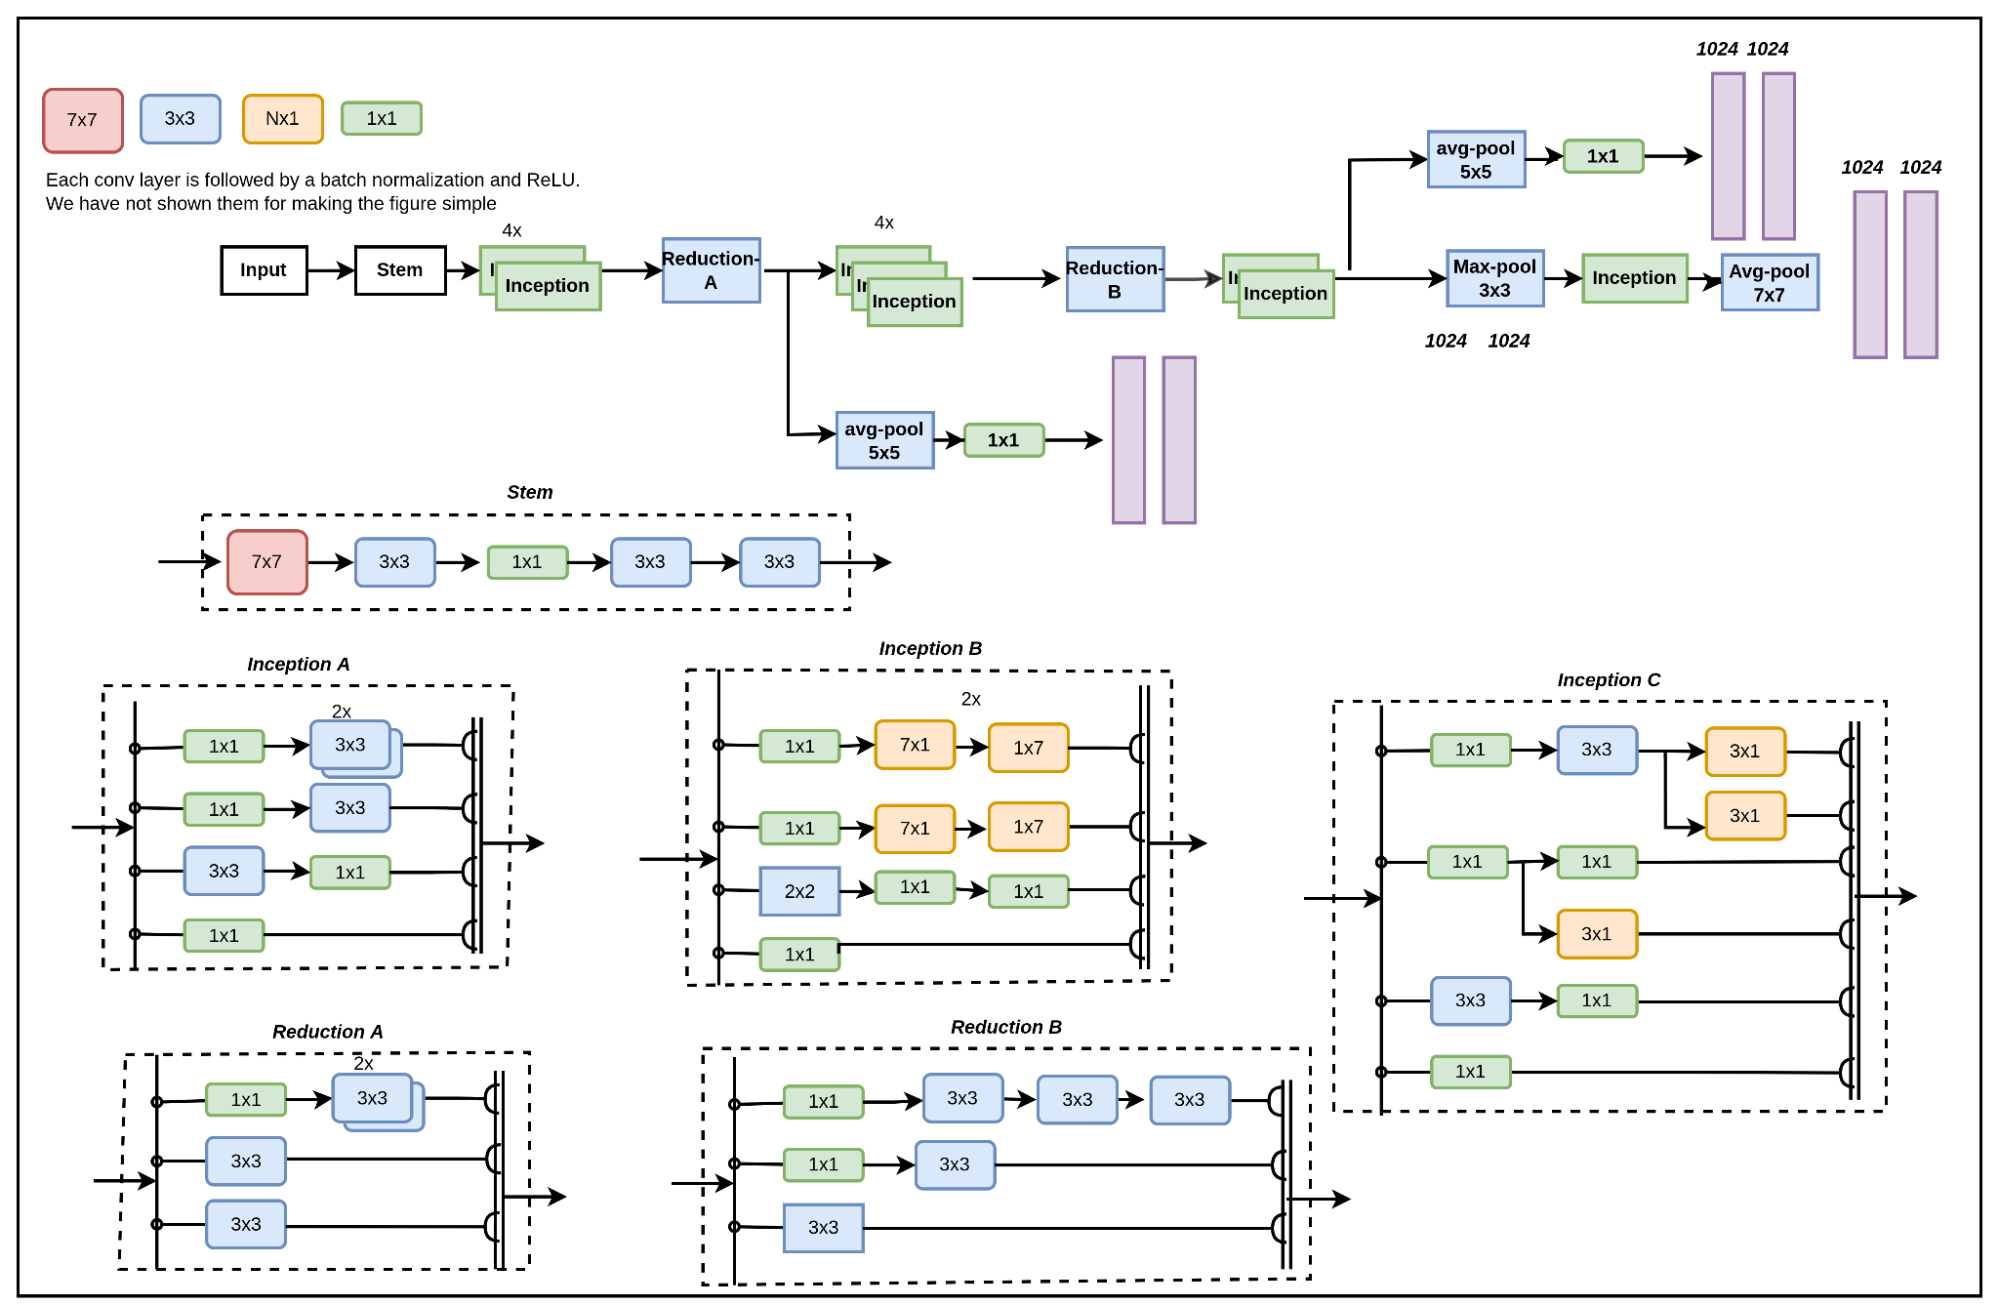 1024 1024
7x7
3x3
Nx1
1x1
Each conv layer is followed by a batch normalization and ReLU.
We have not shown them for making the figure simple
avg-pool
5x5
1x1
1024 1024
4x
4x
Input
Stem
Inception
Reduction-
A
Inception
Reduction-
B
Inception
Max-pool
3x3
Inception
Avg-pool
7x7
1024 1024
avg-pool
5x5
1x1
Stem
7x7
3x3
1x1
3x3
3x3
Inception A
2x
1x1
3x3
1x1
3x3
3x3
1x1
1x1
Inception B
2x
1x1
7x1
1x7
1x1
7x1
1x7
2x2
1x1
1x1
1x1
Inception C
1x1
3x3
3x1
3x1
1x1
1x1
3x1
3x3
1x1
1x1
Reduction A
2x
1x1
3x3
3x3
3x3
Reduction B
1x1
3x3
3x3
3x3
1x1
3x3
3x3